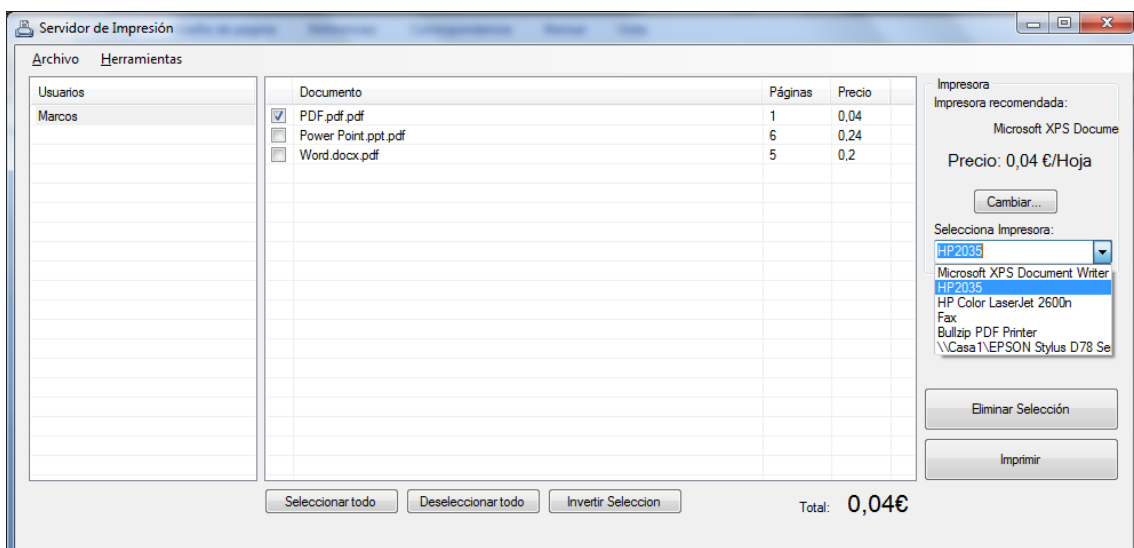 Servidor de Impresión
Archivo Herramientas
Usuarios
Marcos
Documento Páginas Precio
PDF.pdf.pdf 1 0,04
Power Point.ppt.pdf 6 0,24
Word.docx.pdf 5 0,2
Impresora
Impresora recomendada:
Microsoft XPS Docume
Precio: 0,04 €/Hoja
Cambiar...
Selecciona Impresora:
HP2035
Microsoft XPS Document Writer
HP2035
HP Color LaserJet 2600n
Fax
Bullzip PDF Printer
\\Casa1\EPSON Stylus D78 Se
Eliminar Selección
Imprimir
Seleccionar todo Deseleccionar todo Invertir Seleccion
Total: 0,04€